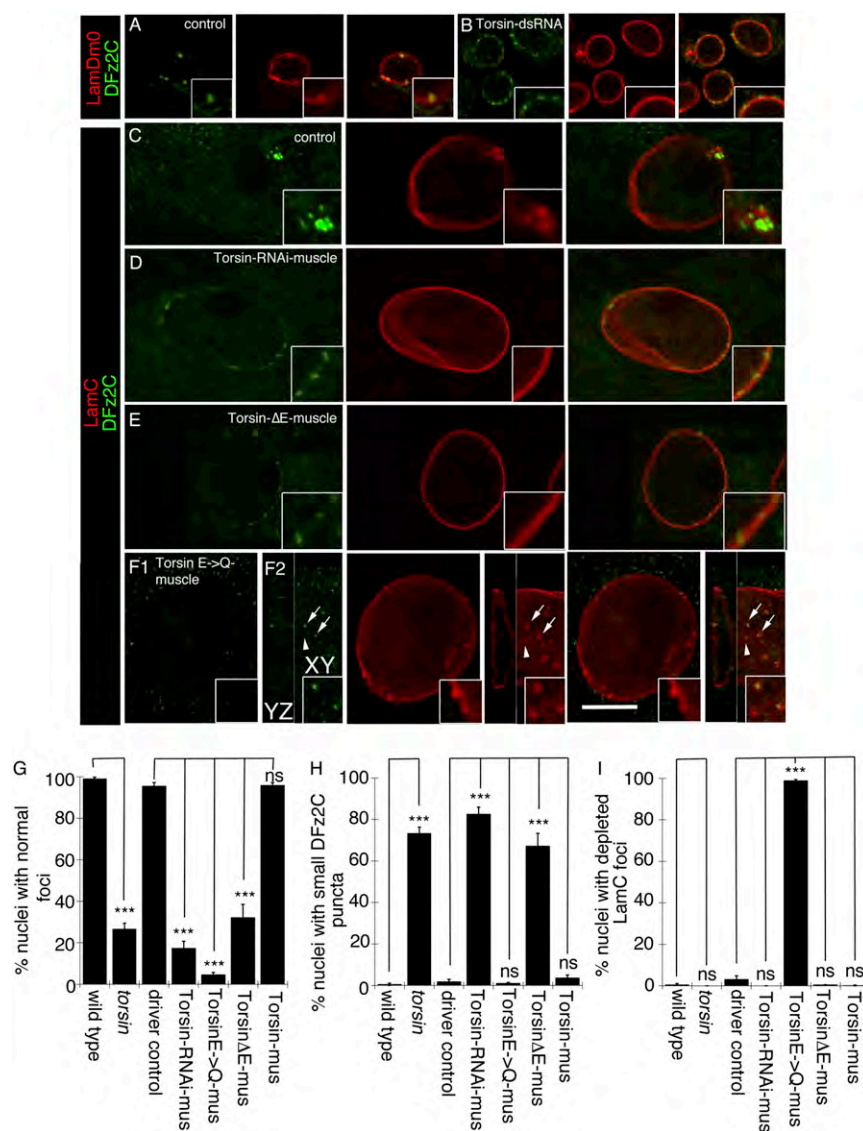 LamDm0
DFz2C
A control
B Torsin-dsRNA
LamC
DFz2C
C control
D Torsin-RNAi-muscle
E Torsin-ΔE-muscle
F1 Torsin E->Q-
muscle
F2
XY
YZ
G
% nuclei with normal
foci
100
80
60
40
20
0
***
***
***
***
ns
wild type
torsin
driver control
Torsin-RNAi-mus
TorsinE->Q-mus
TorsinΔE-mus
Torsin-mus
H
% nuclei with small DFz2C
puncta
100
80
60
40
20
0
***
***
ns
***
ns
wild type
torsin
driver control
Torsin-RNAi-mus
TorsinE->Q-mus
TorsinΔE-mus
Torsin-mus
I
% nuclei with depleted
LamC foci
100
80
60
40
20
0
ns
ns
***
ns
ns
wild type
torsin
driver control
Torsin-RNAi-mus
TorsinE->Q-mus
TorsinΔE-mus
Torsin-mus